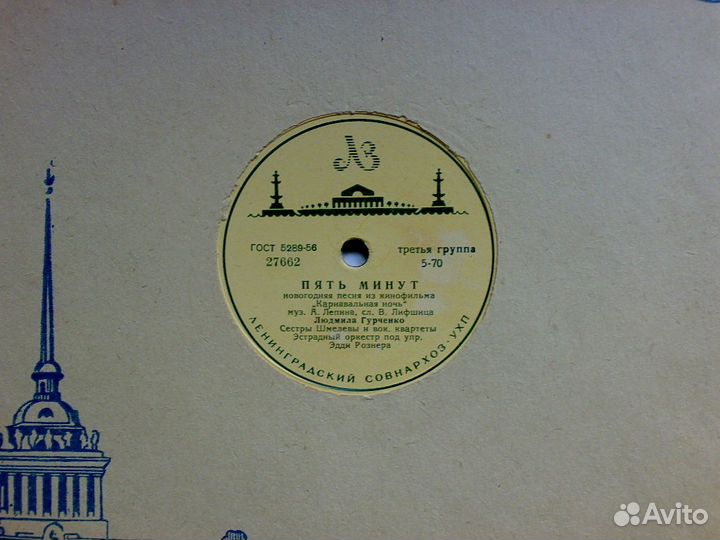 ЛЗ
ГОСТ 5289-56 третья группа
27662 5-70
ПЯТЬ МИНУТ
новогодняя песня из кинофильма
„Карнавальная ночь"
муз. А. Лепина, сл. В. Лифшица
Людмила Гурченко
Сестры Шмелевы и вок. квартеты
Эстрадный оркестр под упр.
Эдди Рознера
ЛЕНИНГРАДСКИЙ СОВНАРХОЗ-УХП
Avito